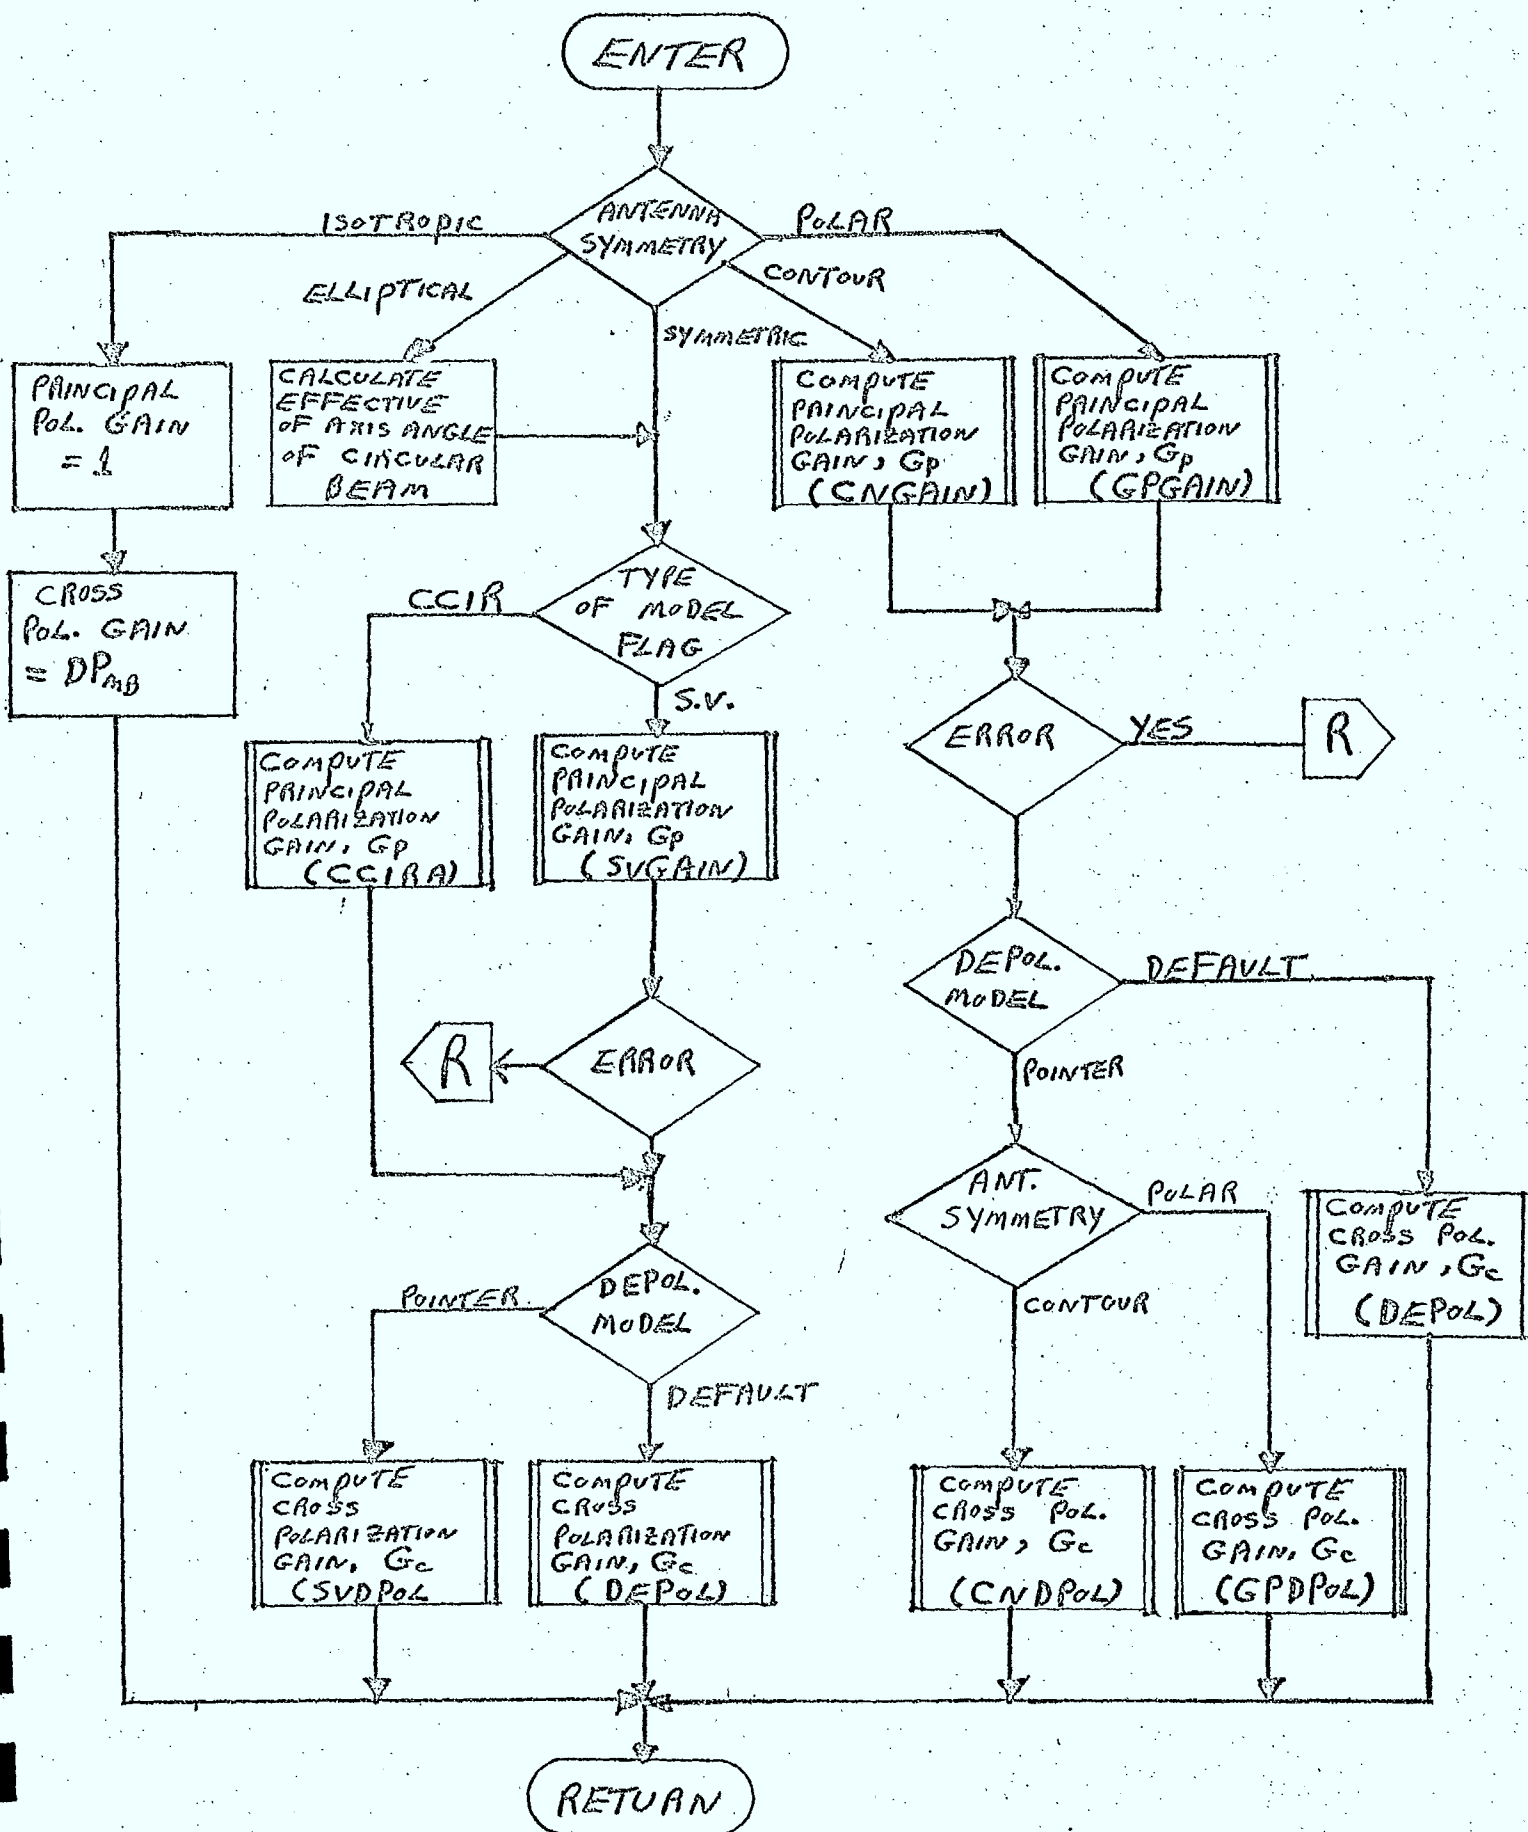 ENTER
ANTENNA
SYMMETRY
ISOTROPIC
POLAR
ELLIPTICAL
CONTOUR
SYMMETRIC
PRINCIPAL
POL. GAIN
= 1
CALCULATE
EFFECTIVE
OF AXIS ANGLE
OF CIRCULAR
BEAM
COMPUTE
PRINCIPAL
POLARIZATION
GAIN, Gp
(CNGAIN)
COMPUTE
PRINCIPAL
POLARIZATION
GAIN, Gp
(GPGAIN)
CROSS
POL. GAIN
= DPMB
CCIR
TYPE
OF MODEL
FLAG
S.V.
ERROR
YES
R
COMPUTE
PRINCIPAL
POLARIZATION
GAIN, Gp
(CCIRA)
COMPUTE
PRINCIPAL
POLARIZATION
GAIN, Gp
(SVGAIN)
DEPOL.
MODEL
DEFAULT
POINTER
R
ERROR
ANT.
SYMMETRY
POLAR
CONTOUR
COMPUTE
CROSS POL.
GAIN, Gc
(DEPOL)
POINTER
DEPOL.
MODEL
DEFAULT
COMPUTE
CROSS
POLARIZATION
GAIN, Gc
(SVDPOL
COMPUTE
CROSS
POLARIZATION
GAIN, Gc
(DEPOL)
COMPUTE
CROSS POL.
GAIN, Gc
(CNDPOL)
COMPUTE
CROSS POL.
GAIN, Gc
(GPDPOL)
RETURN